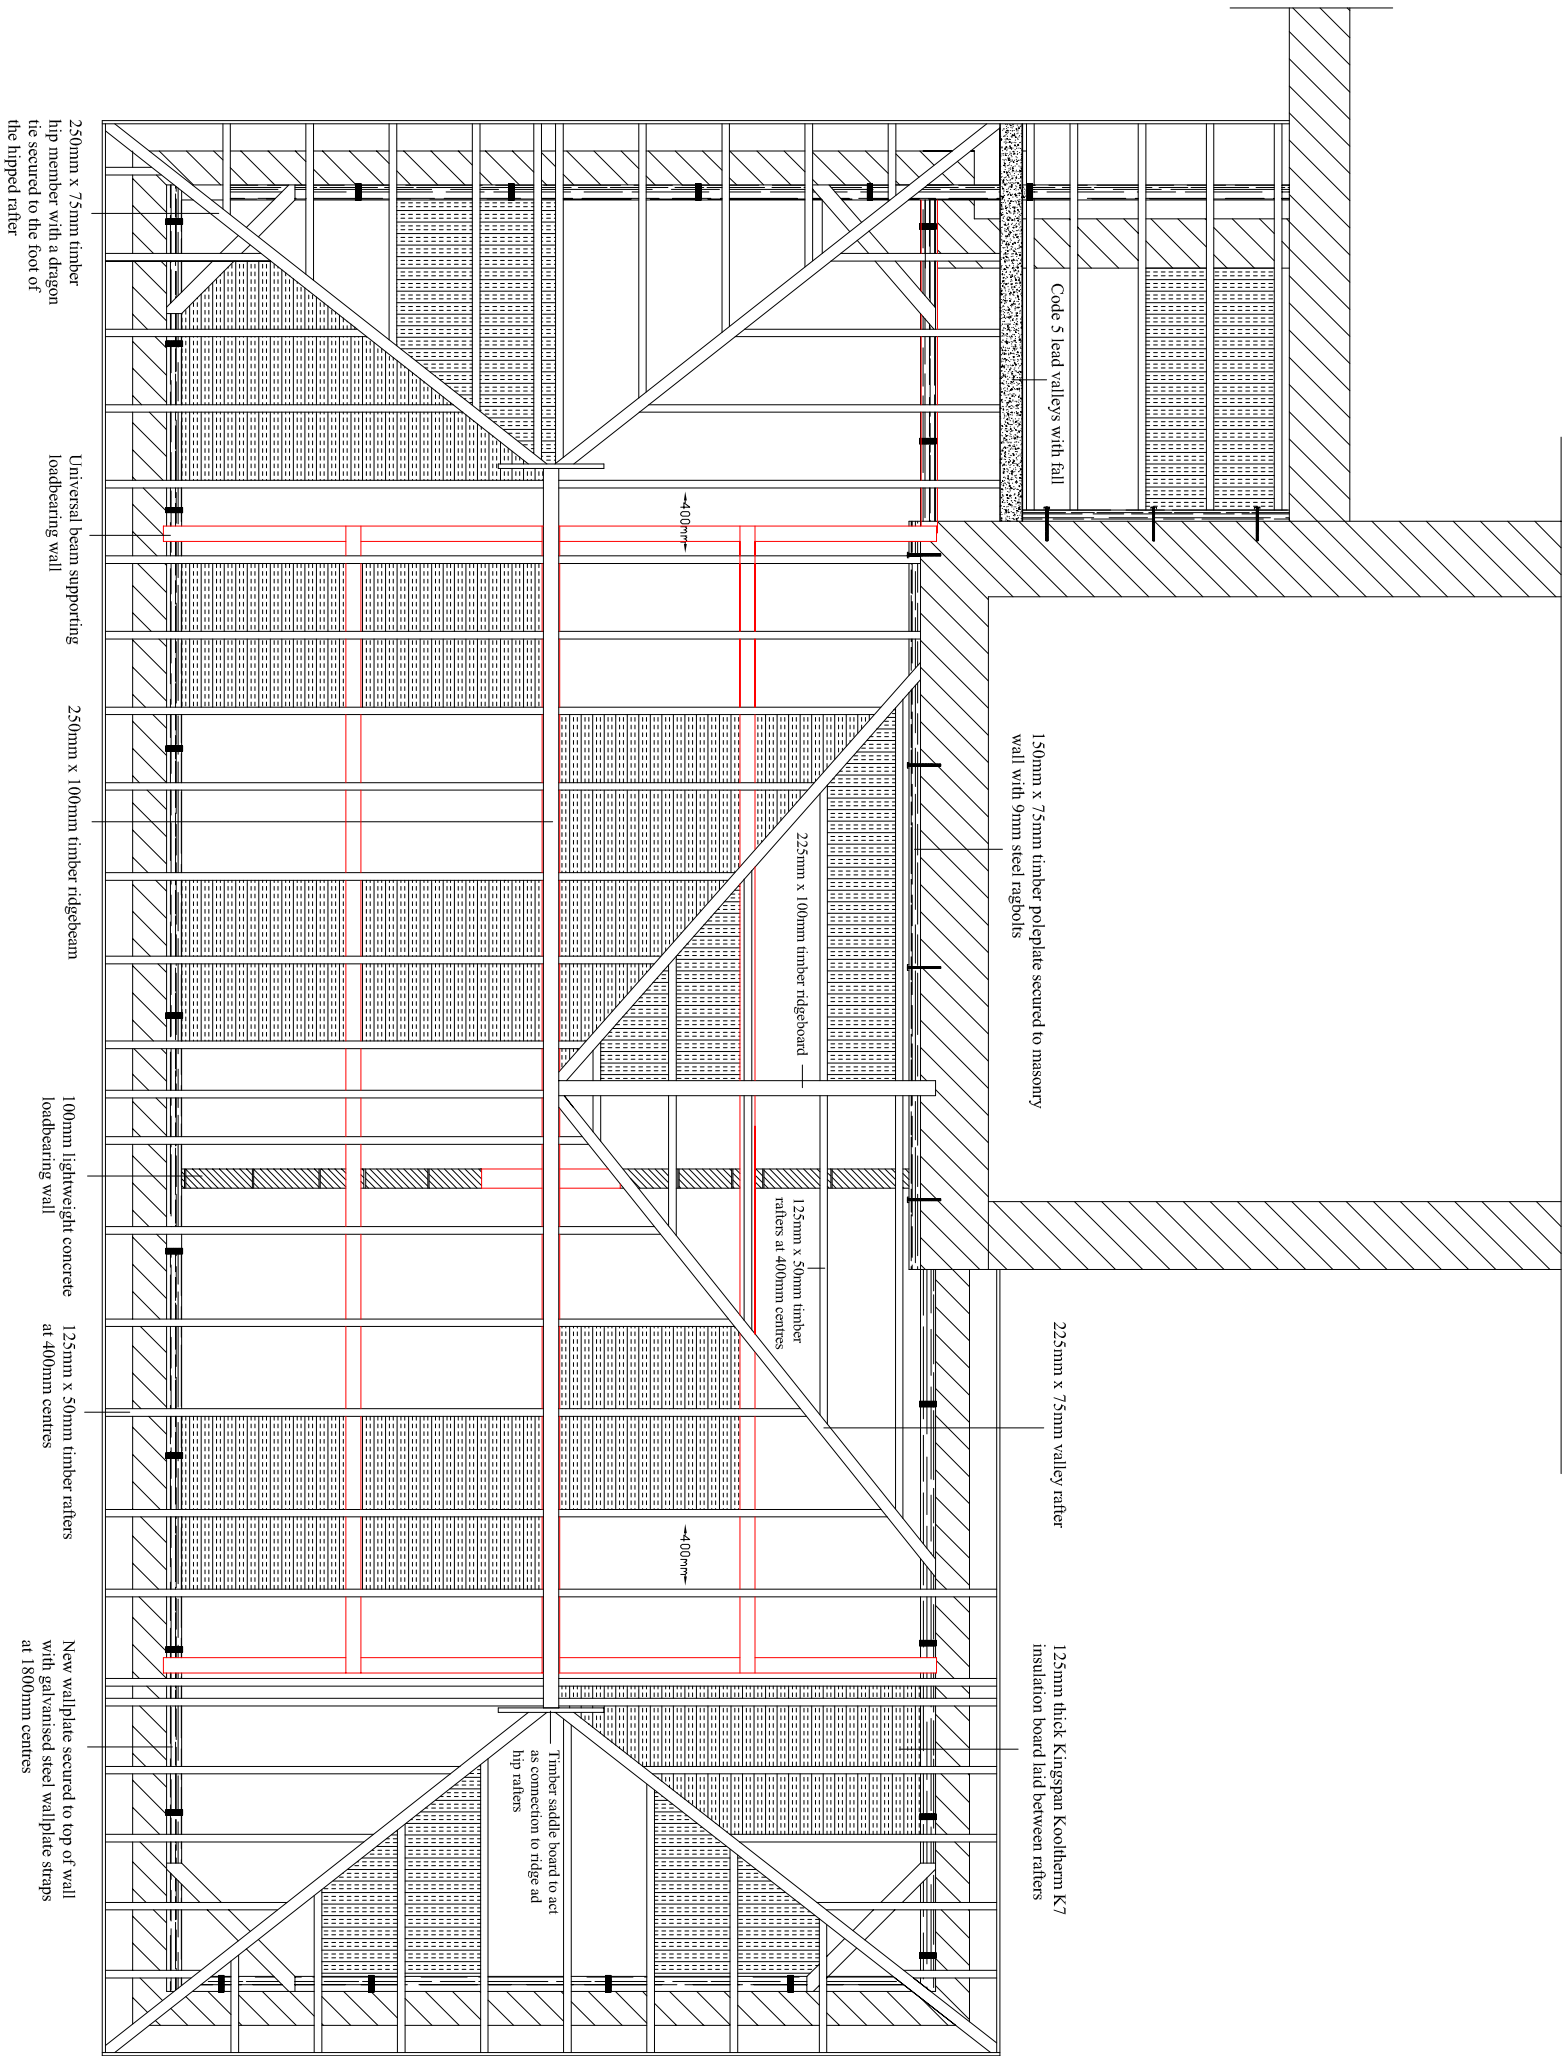 Code 5 lead valleys with fall
150mm x 75mm timber poleplate secured to masonry
wall with 9mm steel ragbolts
225mm x 75mm valley rafter
125mm thick Kingspan Kooltherm K7
insulation board laid between rafters
225mm x 100mm timber ridgeboard
125mm x 50mm timber
rafters at 400mm centres
400mm
400mm
Timber saddle board to act
as connection to ridge ad
hip rafters
250mm x 75mm timber
hip member with a dragon
tie secured to the foot of
the hipped rafter
Universal beam supporting
loadbearing wall
250mm x 100mm timber ridgebeam
100mm lightweight concrete
loadbearing wall
125mm x 50mm timber rafters
at 400mm centres
New wallplate secured to top of wall
with galvanised steel wallplate straps
at 1800mm centres